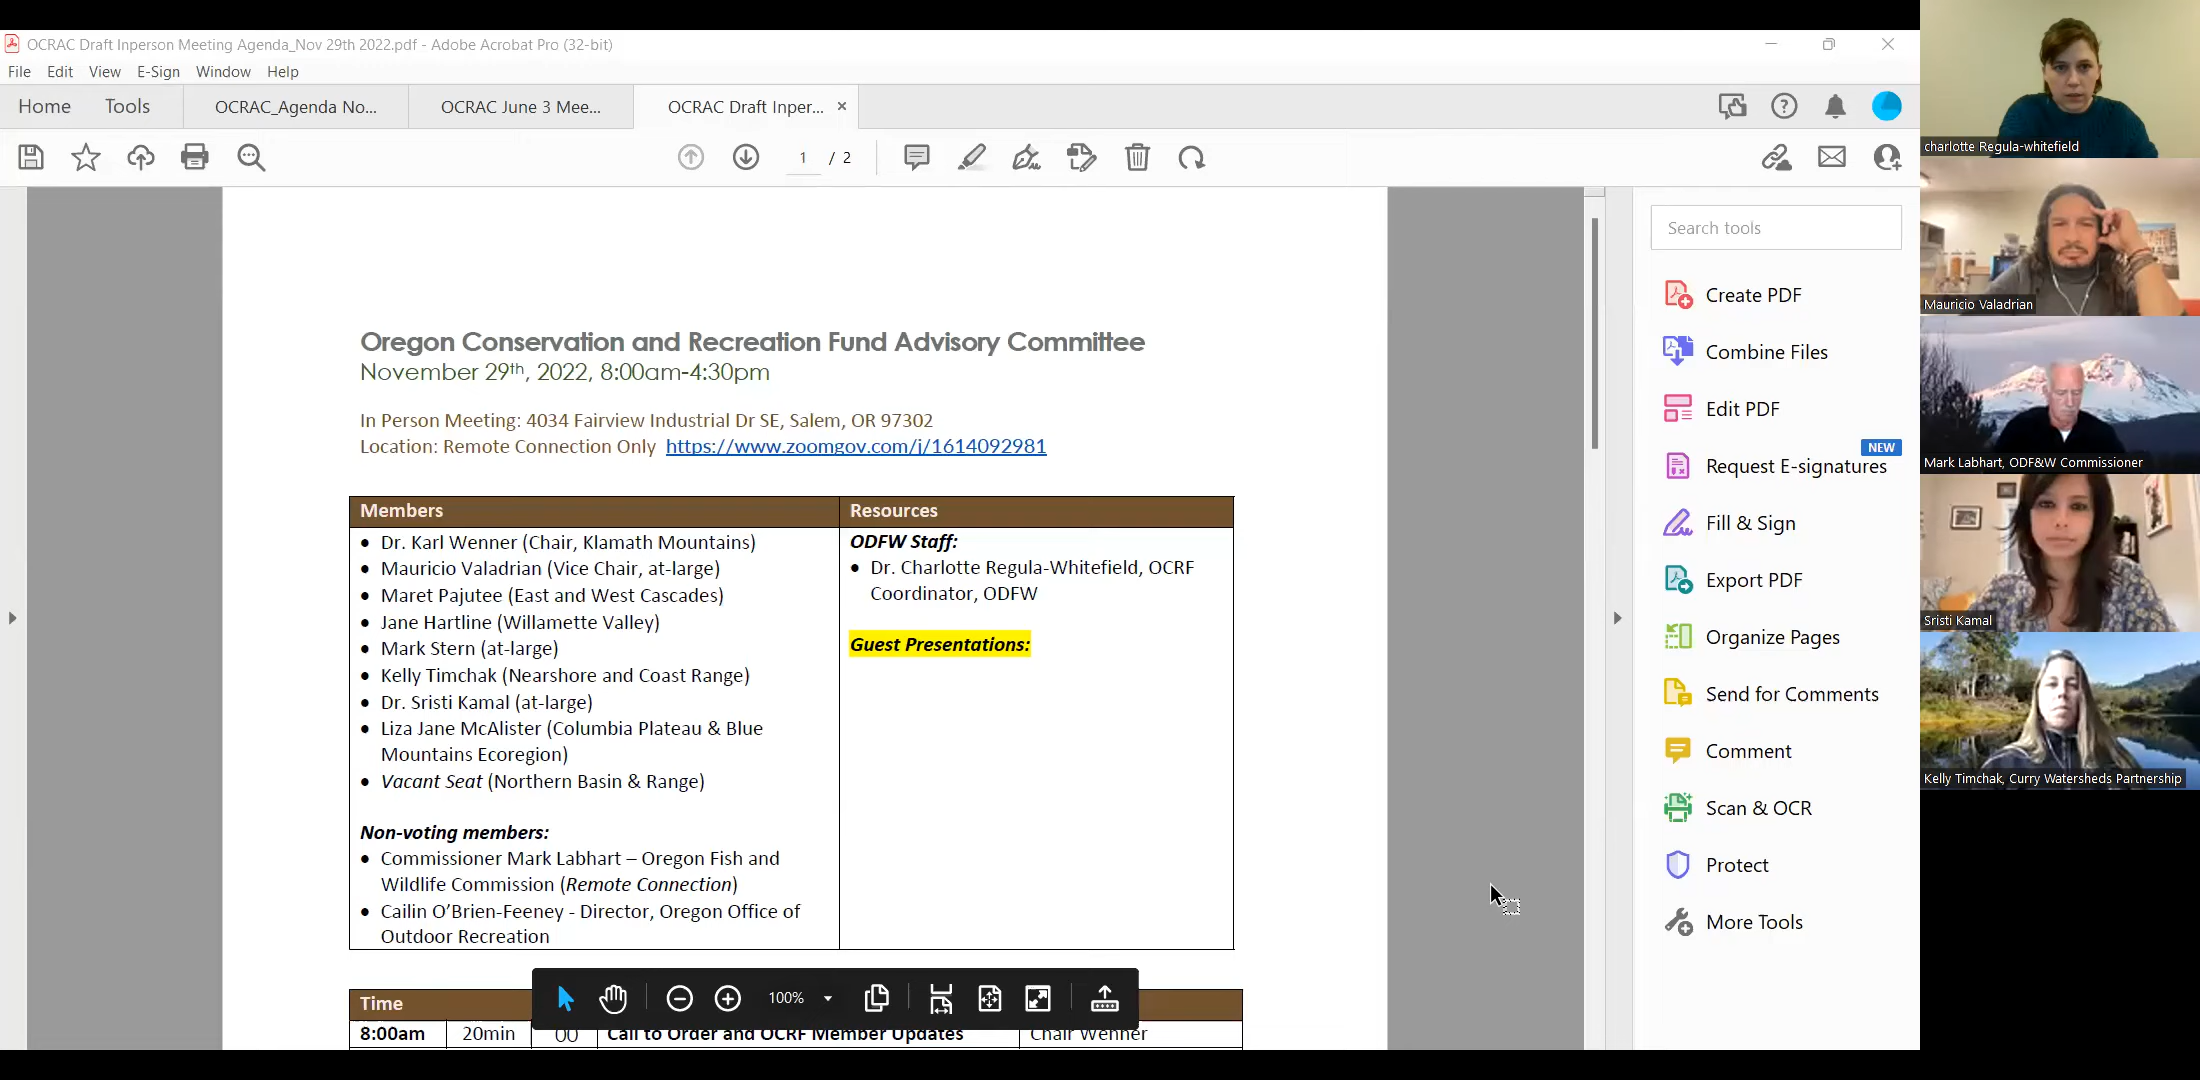 OCRAC Draft Inperson Meeting Agenda_Nov 29th 2022.pdf - Adobe Acrobat Pro (32-bit)
File Edit View E-Sign Window Help
Home Tools OCRAC_Agenda No... OCRAC June 3 Mee... OCRAC Draft Inper... ×
1 / 2
Oregon Conservation and Recreation Fund Advisory Committee
November 29th, 2022, 8:00am-4:30pm
In Person Meeting: 4034 Fairview Industrial Dr SE, Salem, OR 97302
Location: Remote Connection Only https://www.zoomgov.com/j/1614092981
Members
• Dr. Karl Wenner (Chair, Klamath Mountains)
• Mauricio Valadrian (Vice Chair, at-large)
• Maret Pajutee (East and West Cascades)
• Jane Hartline (Willamette Valley)
• Mark Stern (at-large)
• Kelly Timchak (Nearshore and Coast Range)
• Dr. Sristi Kamal (at-large)
• Liza Jane McAlister (Columbia Plateau & Blue
Mountains Ecoregion)
• Vacant Seat (Northern Basin & Range)
Non-voting members:
• Commissioner Mark Labhart – Oregon Fish and
Wildlife Commission (Remote Connection)
• Cailin O’Brien-Feeney - Director, Oregon Office of
Outdoor Recreation
Resources
ODFW Staff:
• Dr. Charlotte Regula-Whitefield, OCRF
Coordinator, ODFW
Guest Presentations:
Time
8:00am 20min 00 Call to Order and OCRF Member Updates Chair Wenner
100%
Search tools
Create PDF
Combine Files
Edit PDF
NEW
Request E-signatures
Fill & Sign
Export PDF
Organize Pages
Send for Comments
Comment
Scan & OCR
Protect
More Tools
charlotte Regula-whitefield
Mauricio Valadrian
Mark Labhart, ODF&W Commissioner
Sristi Kamal
Kelly Timchak, Curry Watersheds Partnership